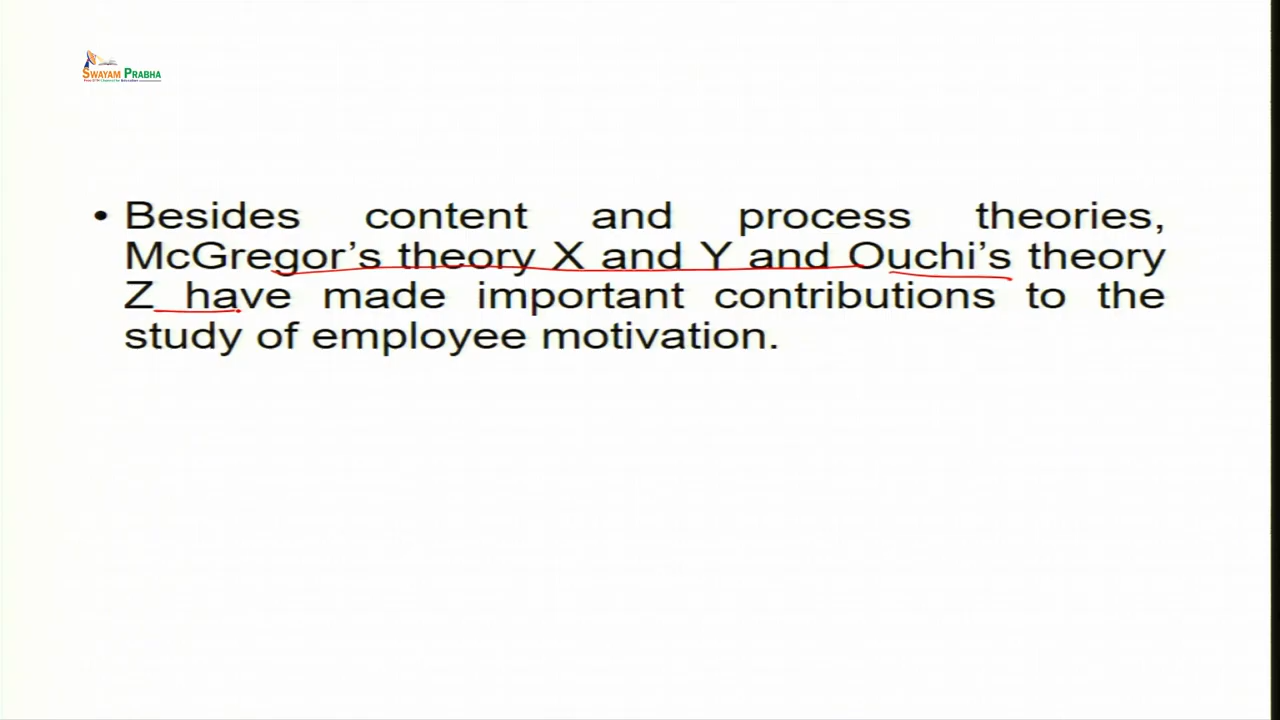 SWAYAM PRABHA
• Besides content and process theories,
McGregor’s theory X and Y and Ouchi’s theory
Z have made important contributions to the
study of employee motivation.